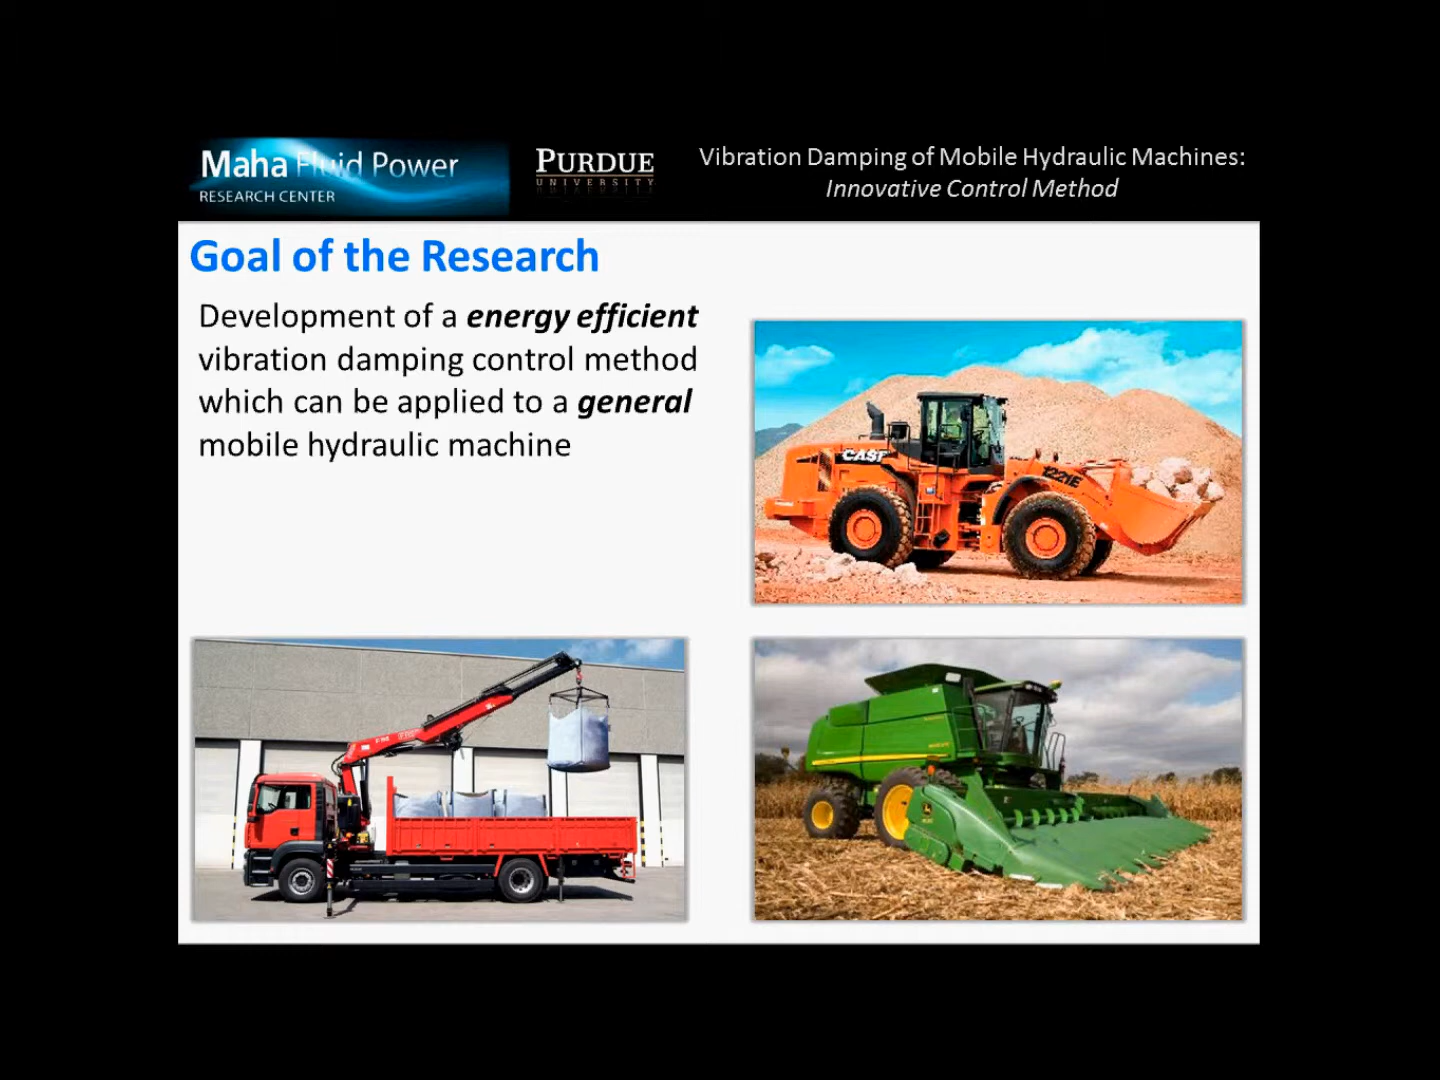 Maha Fluid Power
RESEARCH CENTER
PURDUE
UNIVERSITY
Vibration Damping of Mobile Hydraulic Machines:
Innovative Control Method
Goal of the Research
Development of a energy efficient
vibration damping control method
which can be applied to a general
mobile hydraulic machine
CASE
1221E